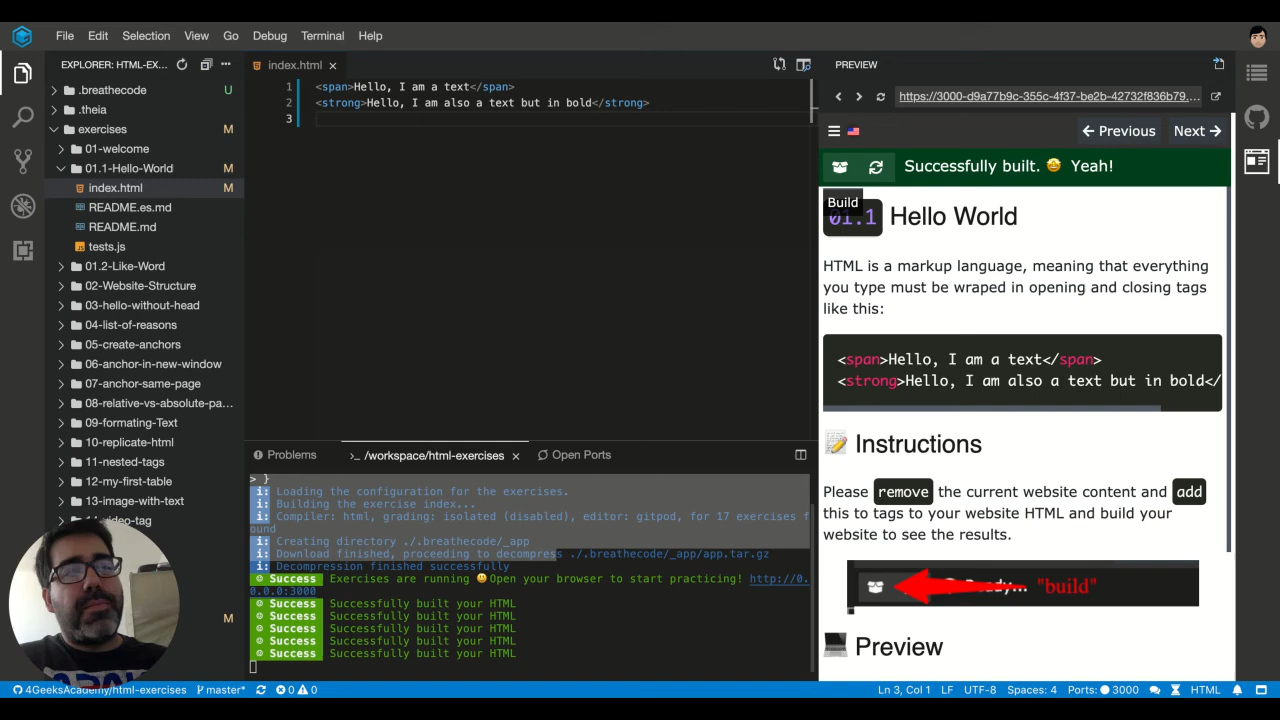 File Edit Selection View Go Debug Terminal Help
EXPLORER: HTML-EX...
.breathecode U
.theia
exercises M
01-welcome
01.1-Hello-World M
index.html M
README.es.md
README.md
tests.js
01.2-Like-Word
02-Website-Structure
03-hello-without-head
04-list-of-reasons
05-create-anchors
06-anchor-in-new-window
07-anchor-same-page
08-relative-vs-absolute-pa...
09-formating-Text
10-replicate-html
11-nested-tags
12-my-first-table
13-image-with-text
-tag
M
index.html
1 <span>Hello, I am a text</span>
2 <strong>Hello, I am also a text but in bold</strong>
3
Problems >_ /workspace/html-exercises Open Ports
> }
i: Loading the configuration for the exercises.
i: Building the exercise index...
i: Compiler: html, grading: isolated (disabled), editor: gitpod, for 17 exercises f
ound
i: Creating directory ./.breathecode/_app
i: Download finished, proceeding to decompress ./.breathecode/_app/app.tar.gz
i: Decompression finished successfully
Success Exercises are running 😃Open your browser to start practicing! http://0.
0.0.0:3000
Success Successfully built your HTML
Success Successfully built your HTML
Success Successfully built your HTML
Success Successfully built your HTML
Success Successfully built your HTML
PREVIEW
https://3000-d9a77b9c-355c-4f37-be2b-42732f836b79....
← Previous Next →
Successfully built. 🤩 Yeah!
Build
01.1 Hello World
HTML is a markup language, meaning that everything
you type must be wraped in opening and closing tags
like this:
<span>Hello, I am a text</span>
<strong>Hello, I am also a text but in bold</
📝 Instructions
Please remove the current website content and add
this to tags to your website HTML and build your
website to see the results.
"build"
💻 Preview
4GeeksAcademy/html-exercises master* 0 0 Ln 3, Col 1 LF UTF-8 Spaces: 4 Ports: 3000 HTML